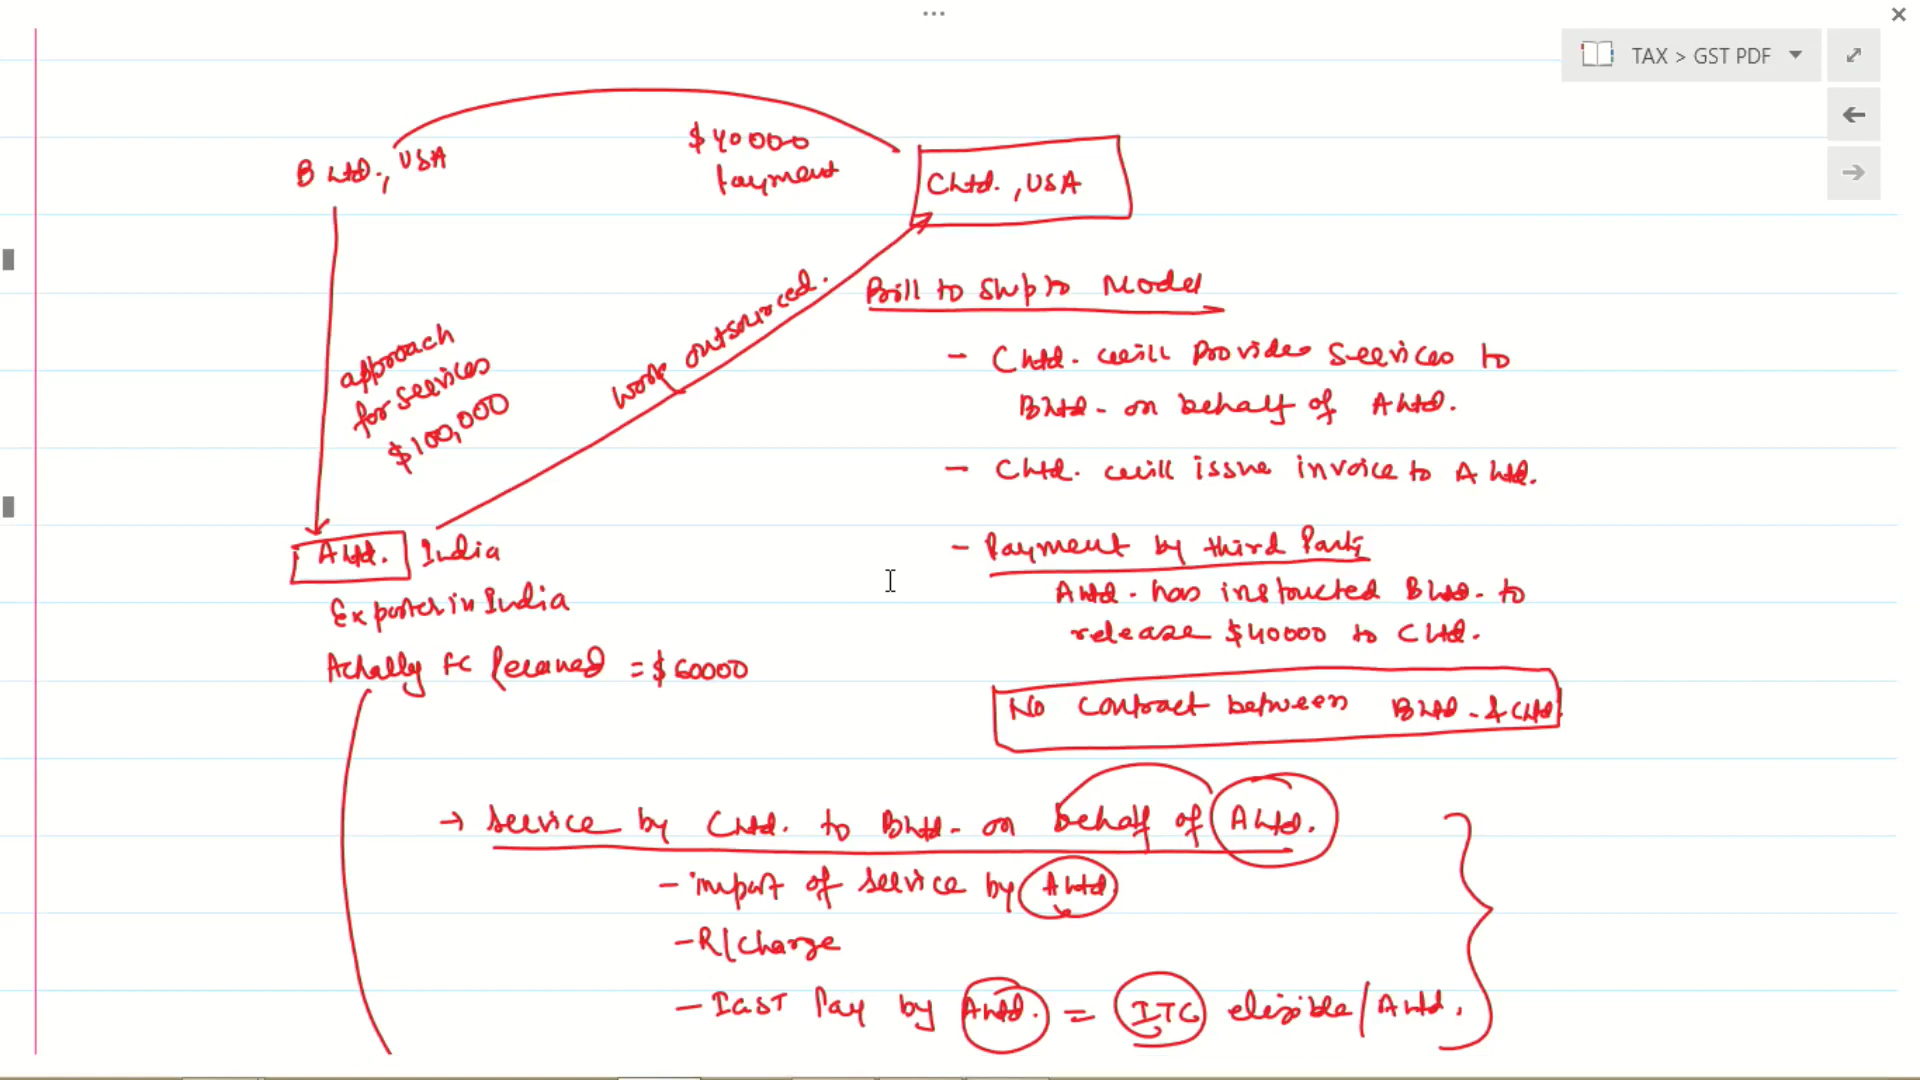 TAX > GST PDF
B Ltd., USA
$40000
Payment
C Ltd., USA
Bill to Ship to Model
approach
for services
$100,000
Work outsourced.
- C Ltd. will Provide Services to
B Ltd. on behalf of A Ltd.
- C Ltd. will issue invoice to A Ltd.
A Ltd. India
- Payment by third Party
Exporter in India
A Ltd. has instructed B Ltd. to
release $40000 to C Ltd.
Actually FC Received = $60000
No contract between B Ltd. & C Ltd.
→ Service by C Ltd. to B Ltd. on behalf of A Ltd.
- import of service by A Ltd
- R/Charge
- IGST Pay by A Ltd. = ITC eligible / A Ltd.